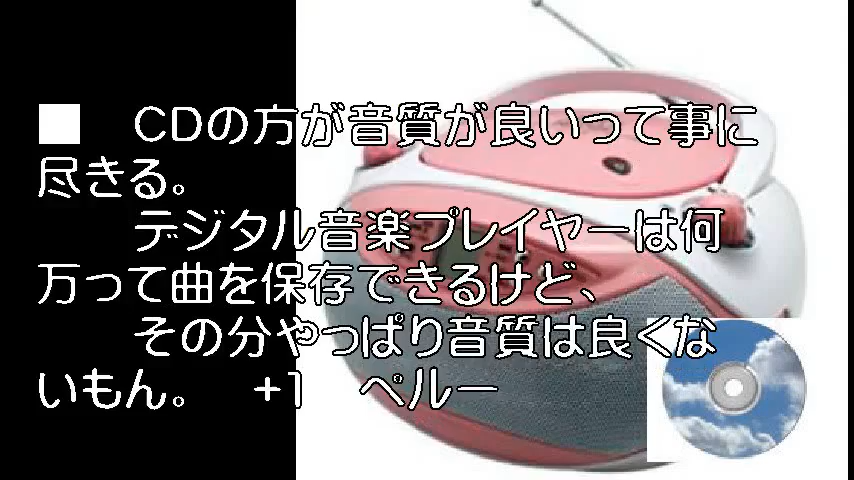 ■　CDの方が音質が良いって事に
尽きる。
デジタル音楽プレイヤーは何
万って曲を保存できるけど、
その分やっぱり音質は良くな
いもん。　+1　ペルー